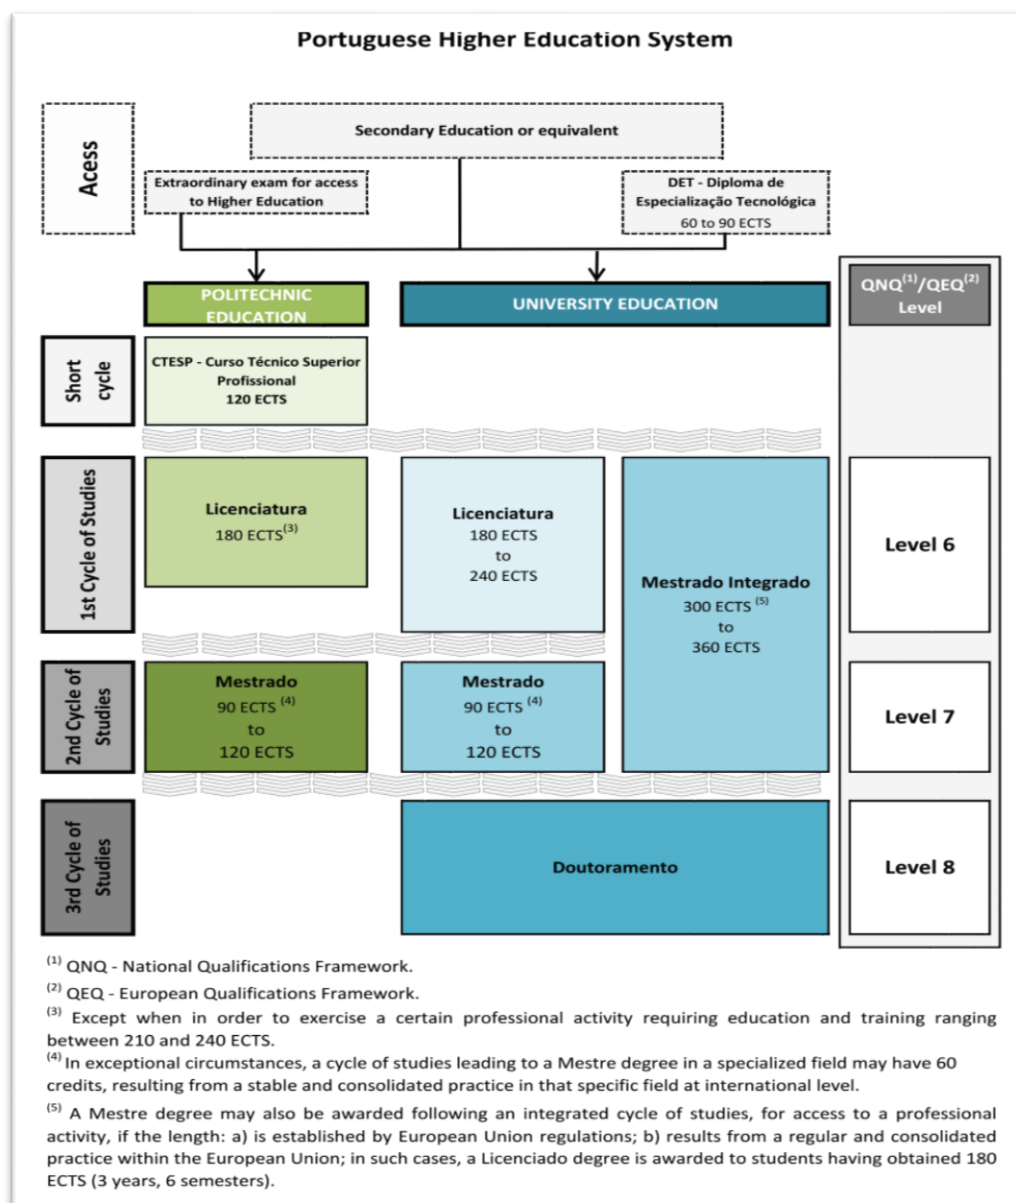 Portuguese Higher Education System
Acess
Secondary Education or equivalent
Extraordinary exam for access
to Higher Education
DET - Diploma de
Especialização Tecnológica
60 to 90 ECTS
POLITECHNIC
EDUCATION
UNIVERSITY EDUCATION
QNQ(1)/QEQ(2)
Level
Short
cycle
CTESP - Curso Técnico Superior
Profissional
120 ECTS
1st Cycle of Studies
Licenciatura
180 ECTS(3)
Licenciatura
180 ECTS
to
240 ECTS
Mestrado Integrado
300 ECTS (5)
to
360 ECTS
Level 6
2nd Cycle of
Studies
Mestrado
90 ECTS (4)
to
120 ECTS
Mestrado
90 ECTS (4)
to
120 ECTS
Level 7
3rd Cycle of
Studies
Doutoramento
Level 8
(1) QNQ - National Qualifications Framework.
(2) QEQ - European Qualifications Framework.
(3) Except when in order to exercise a certain professional activity requiring education and training ranging
between 210 and 240 ECTS.
(4) In exceptional circumstances, a cycle of studies leading to a Mestre degree in a specialized field may have 60
credits, resulting from a stable and consolidated practice in that specific field at international level.
(5) A Mestre degree may also be awarded following an integrated cycle of studies, for access to a professional
activity, if the length: a) is established by European Union regulations; b) results from a regular and consolidated
practice within the European Union; in such cases, a Licenciado degree is awarded to students having obtained 180
ECTS (3 years, 6 semesters).